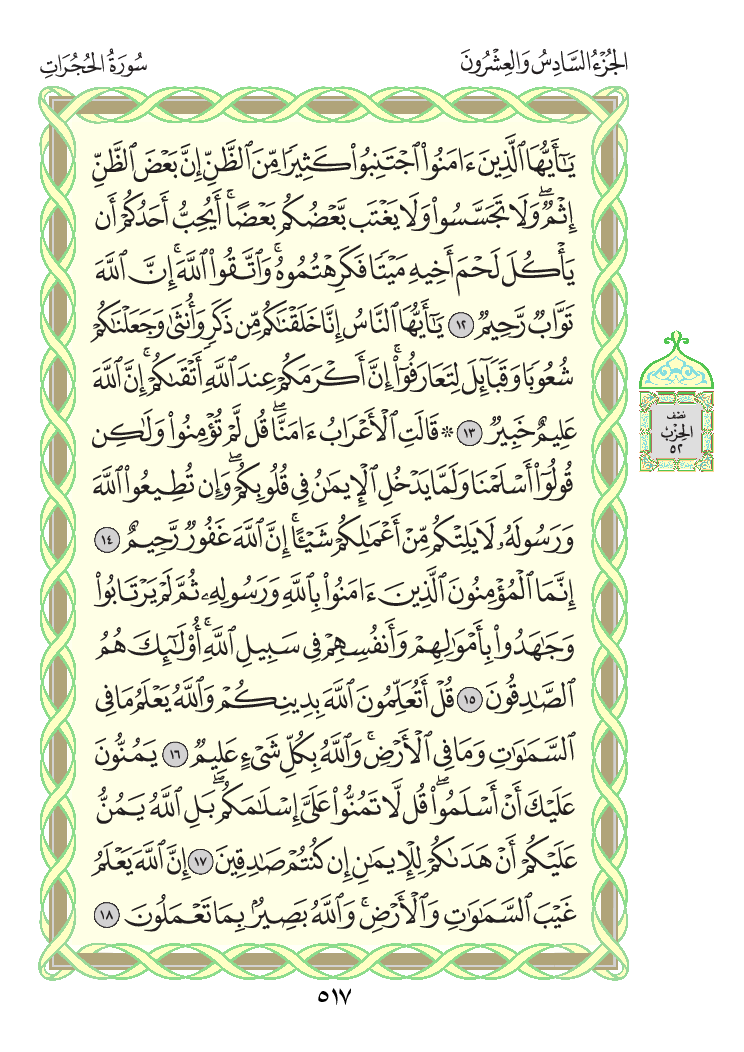 سُورَةُ الحُجُرَاتِ
الجُزْءُ السَّادِسُ وَالعِشْرُونَ
يَٰٓأَيُّهَا ٱلَّذِينَ ءَامَنُواْ ٱجۡتَنِبُواْ كَثِيرٗا مِّنَ ٱلظَّنِّ إِنَّ بَعۡضَ ٱلظَّنِّ
إِثۡمٞۖ وَلَا تَجَسَّسُواْ وَلَا يَغۡتَب بَّعۡضُكُم بَعۡضًاۚ أَيُحِبُّ أَحَدُكُمۡ أَن
يَأۡكُلَ لَحۡمَ أَخِيهِ مَيۡتٗا فَكَرِهۡتُمُوهُۚ وَٱتَّقُواْ ٱللَّهَۚ إِنَّ ٱللَّهَ
تَوَّابٞ رَّحِيمٞ ١٢ يَٰٓأَيُّهَا ٱلنَّاسُ إِنَّا خَلَقۡنَٰكُم مِّن ذَكَرٖ وَأُنثَىٰ وَجَعَلۡنَٰكُمۡ
شُعُوبٗا وَقَبَآئِلَ لِتَعَارَفُوٓاْۚ إِنَّ أَكۡرَمَكُمۡ عِندَ ٱللَّهِ أَتۡقَىٰكُمۡۚ إِنَّ ٱللَّهَ
عَلِيمٌ خَبِيرٞ ١٣ ۞ قَالَتِ ٱلۡأَعۡرَابُ ءَامَنَّاۖ قُل لَّمۡ تُؤۡمِنُواْ وَلَٰكِن
قُولُوٓاْ أَسۡلَمۡنَا وَلَمَّا يَدۡخُلِ ٱلۡإِيمَٰنُ فِي قُلُوبِكُمۡۖ وَإِن تُطِيعُواْ ٱللَّهَ
وَرَسُولَهُۥ لَا يَلِتۡكُم مِّنۡ أَعۡمَٰلِكُمۡ شَيۡـًٔاۚ إِنَّ ٱللَّهَ غَفُورٞ رَّحِيمٌ ١٤
إِنَّمَا ٱلۡمُؤۡمِنُونَ ٱلَّذِينَ ءَامَنُواْ بِٱللَّهِ وَرَسُولِهِۦ ثُمَّ لَمۡ يَرۡتَابُواْ
وَجَٰهَدُواْ بِأَمۡوَٰلِهِمۡ وَأَنفُسِهِمۡ فِي سَبِيلِ ٱللَّهِۚ أُوْلَٰٓئِكَ هُمُ
ٱلصَّٰدِقُونَ ١٥ قُلۡ أَتُعَلِّمُونَ ٱللَّهَ بِدِينِكُمۡ وَٱللَّهُ يَعۡلَمُ مَا فِي
ٱلسَّمَٰوَٰتِ وَمَا فِي ٱلۡأَرۡضِۚ وَٱللَّهُ بِكُلِّ شَيۡءٍ عَلِيمٞ ١٦ يَمُنُّونَ
عَلَيۡكَ أَنۡ أَسۡلَمُواْۖ قُل لَّا تَمُنُّواْ عَلَيَّ إِسۡلَٰمَكُمۖ بَلِ ٱللَّهُ يَمُنُّ
عَلَيۡكُمۡ أَنۡ هَدَىٰكُمۡ لِلۡإِيمَٰنِ إِن كُنتُمۡ صَٰدِقِينَ ١٧ إِنَّ ٱللَّهَ يَعۡلَمُ
غَيۡبَ ٱلسَّمَٰوَٰتِ وَٱلۡأَرۡضِۚ وَٱللَّهُ بَصِيرُۢ بِمَا تَعۡمَلُونَ ١٨
نصْف
الحِزْب
٥٢
٥١٧